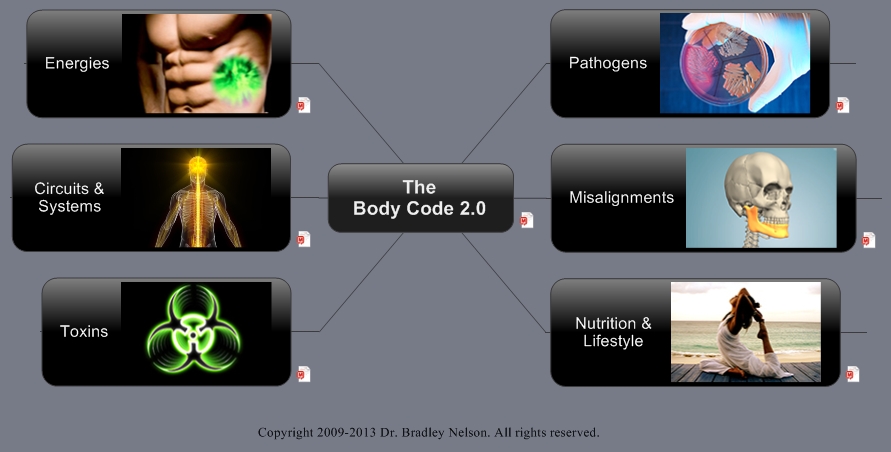 Energies
Pathogens
Circuits &
Systems
The
Body Code 2.0
Misalignments
Toxins
Nutrition &
Lifestyle
Copyright 2009-2013 Dr. Bradley Nelson. All rights reserved.